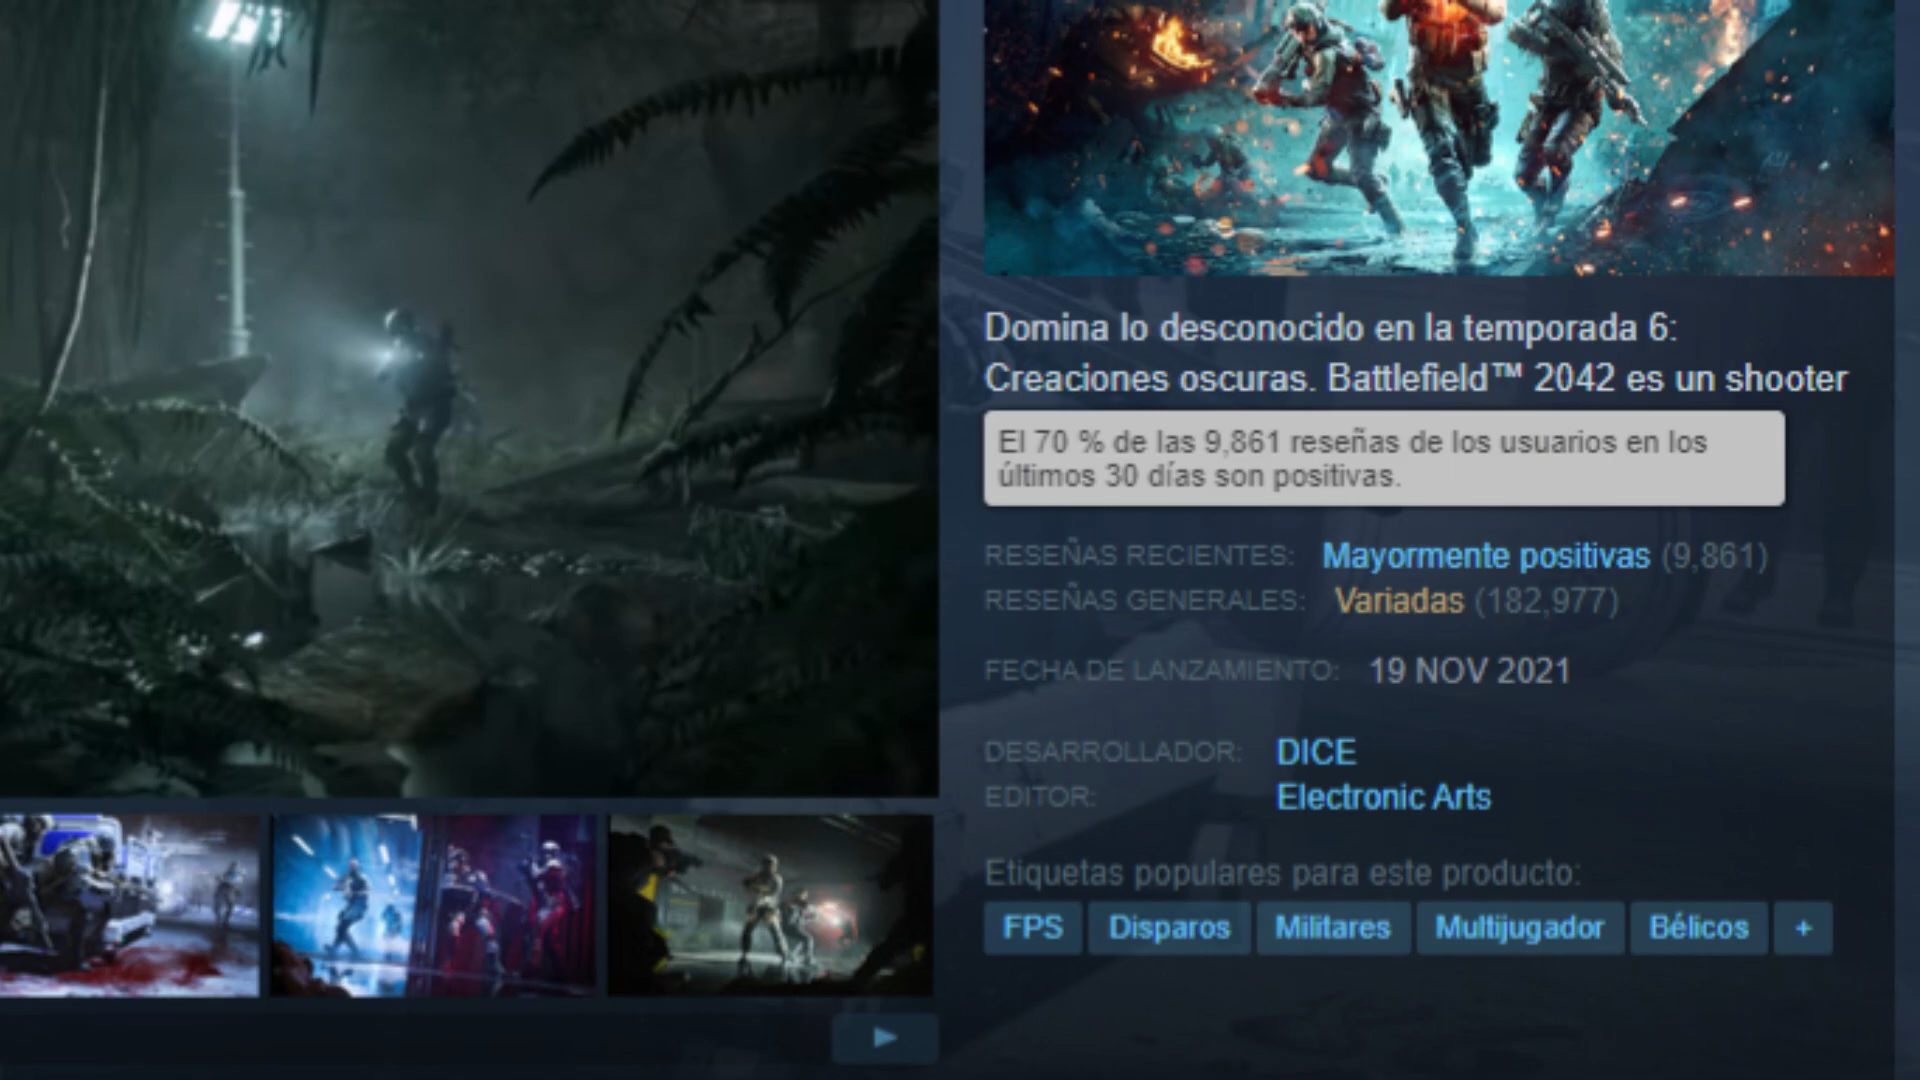 Domina lo desconocido en la temporada 6:
Creaciones oscuras. Battlefield™ 2042 es un shooter
El 70 % de las 9,861 reseñas de los usuarios en los
últimos 30 días son positivas.
RESEÑAS RECIENTES: Mayormente positivas (9,861)
RESEÑAS GENERALES: Variadas (182,977)
FECHA DE LANZAMIENTO: 19 NOV 2021
DESARROLLADOR: DICE
EDITOR: Electronic Arts
Etiquetas populares para este producto:
FPS Disparos Militares Multijugador Bélicos +